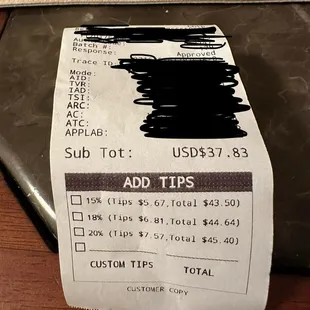 Batch #:
Response:
Approved
Trace ID:
Mode:
AID:
TVR:
IAD:
TSI:
ARC:
AC:
ATC:
APPLAB:
Sub Tot: USD$37.83
ADD TIPS
15% (Tips $5.67,Total $43.50)
18% (Tips $6.81,Total $44.64)
20% (Tips $7.57,Total $45.40)
CUSTOM TIPS TOTAL
CUSTOMER COPY